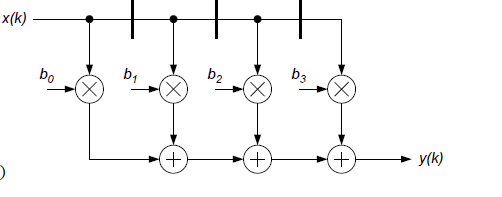 x(k)
b0 b1 b2 b3
× × × ×
+ + +
y(k)
)